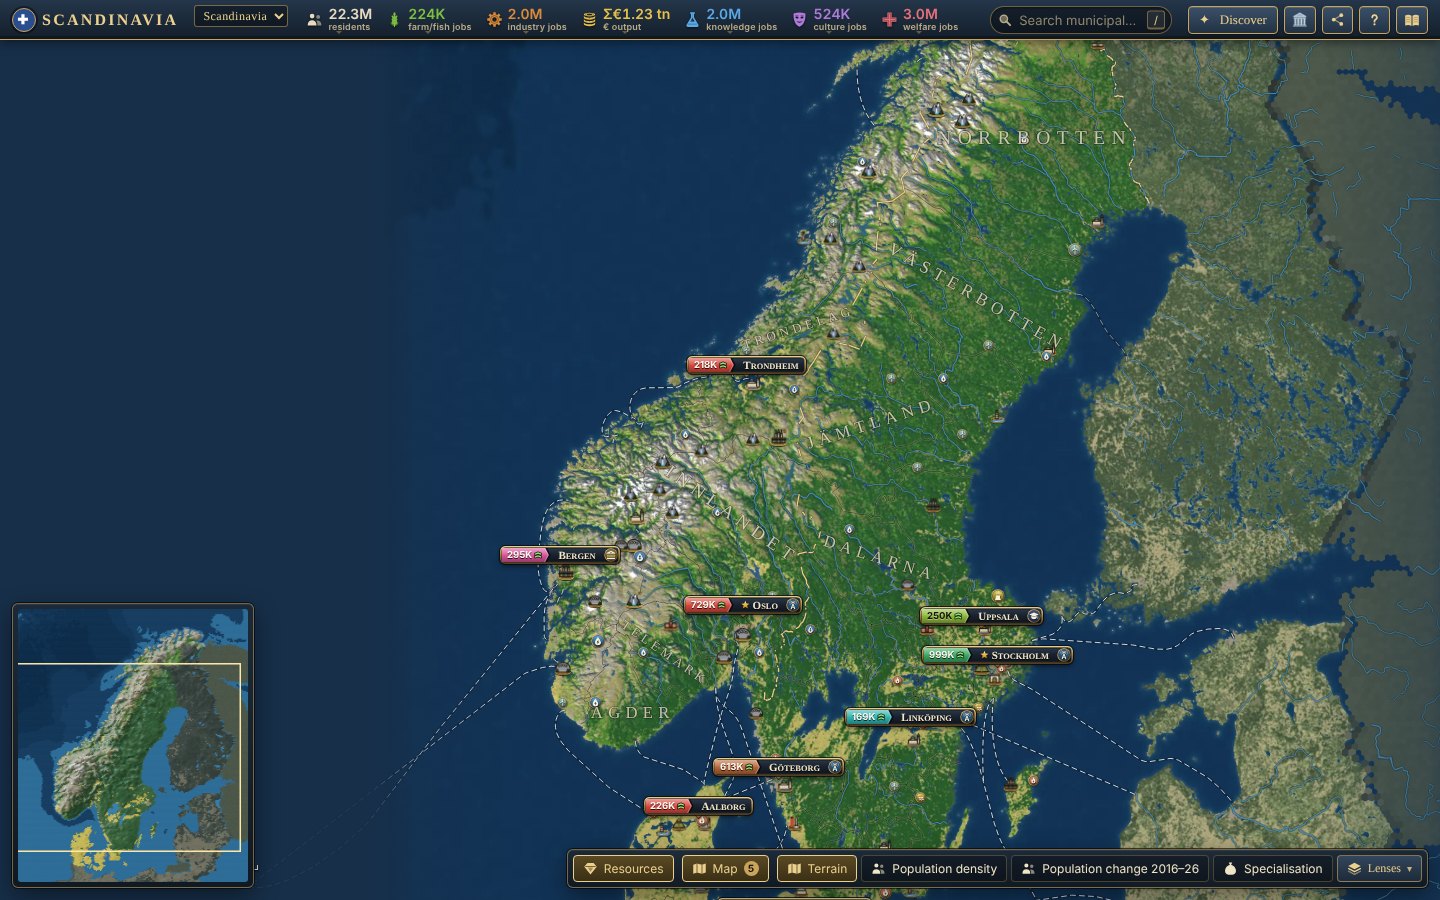 SCANDINAVIA
Scandinavia
22.3M
residents
224K
farm/fish jobs
2.0M
industry jobs
Σ€1.23 tn
€ output
2.0M
knowledge jobs
524K
culture jobs
3.0M
welfare jobs
Search municipal...
/
Discover
?
NORRBOTTEN
VÄSTERBOTTEN
TRØNDELAG
218K TRONDHEIM
JÄMTLAND
INNLANDET
DALARNA
295K BERGEN
729K OSLO
250K UPPSALA
999K STOCKHOLM
TELEMARK
AGDER
169K LINKÖPING
613K GÖTEBORG
226K AALBORG
Resources
Map 5
Terrain
Population density
Population change 2016–26
Specialisation
Lenses